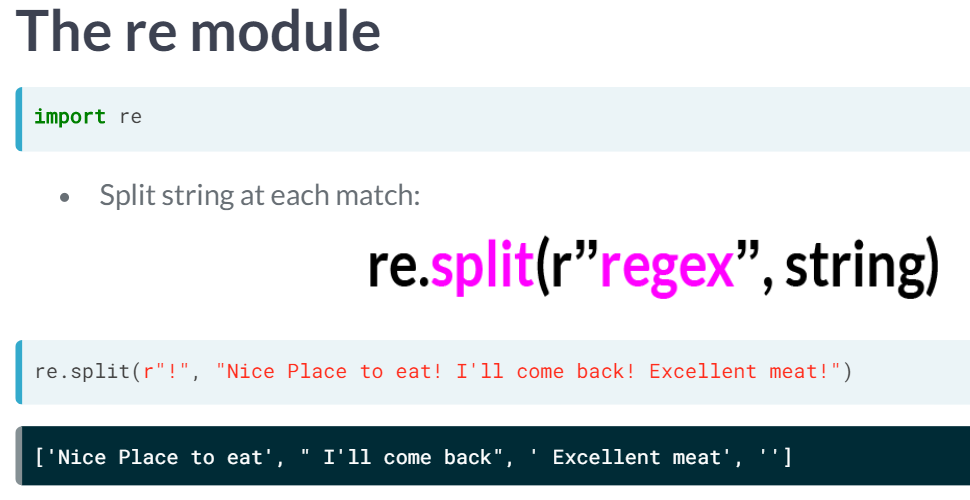 The re module
import re
• Split string at each match:
re.split(r”regex”, string)
re.split(r"!", "Nice Place to eat! I'll come back! Excellent meat!")
['Nice Place to eat', " I'll come back", ' Excellent meat', '']